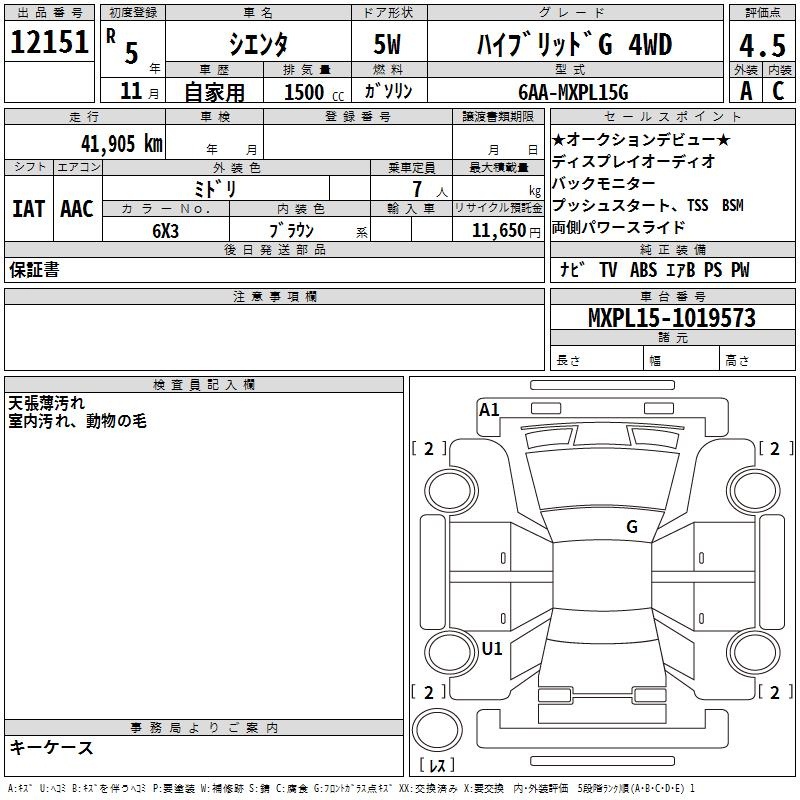 出品番号
12151
初度登録
R 5 年
11 月
車名
シエンタ
ドア形状
5W
グレード
ハイブリッドG 4WD
評価点
4.5
外装 内装
A C
車歴
自家用
排気量
1500 CC
燃料
ガソリン
型式
6AA-MXPL15G
走行
41,905 km
車検
年 月
登録番号
譲渡書類期限
月 日
シフト
IAT
エアコン
AAC
外装色
ミドリ
乗車定員
7 人
最大積載量
kg
カラーNo.
6X3
内装色
ブラウン 系
輸入車
リサイクル預託金
11,650 円
後日発送部品
保証書
セールスポイント
★オークションデビュー★
ディスプレイオーディオ
バックモニター
プッシュスタート、TSS BSM
両側パワースライド
純正装備
ナビ TV ABS エアB PS PW
注意事項欄
車台番号
MXPL15-1019573
諸元
長さ 幅 高さ
検査員記入欄
天張薄汚れ
室内汚れ、動物の毛
A1
[ 2 ] [ 2 ]
G
U1
[ 2 ] [ 2 ]
[ レス ]
事務局よりご案内
キーケース
A:キズ U:ヘコミ B:キズを伴うヘコミ P:要塗装 W:補修跡 S:錆 C:腐食 G:フロントガラス点キズ XX:交換済み X:要交換 内・外装評価 5段階ランク順(A・B・C・D・E) 1